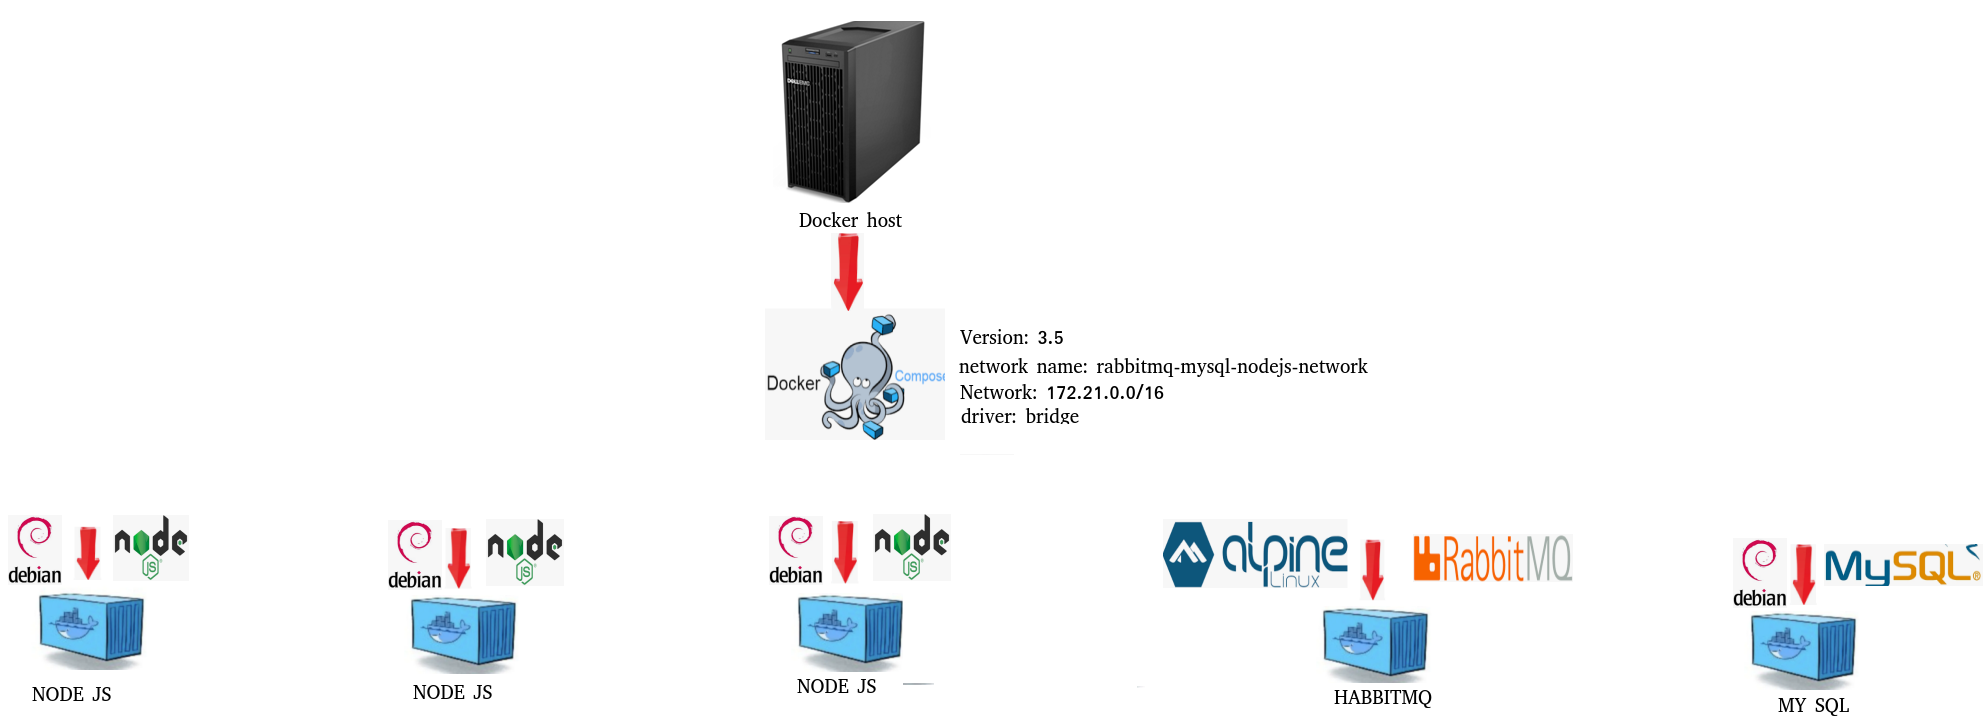 DELL EMC
Docker host
Docker
Compose
Version: 3.5
network name: rabbitmq-mysql-nodejs-network
Network: 172.21.0.0/16
driver: bridge
debian
node
JS
NODE JS
debian
node
JS
NODE JS
debian
node
JS
NODE JS
alpine
Linux
RabbitMQ
HABBITMQ
debian
MySQL®
MY SQL